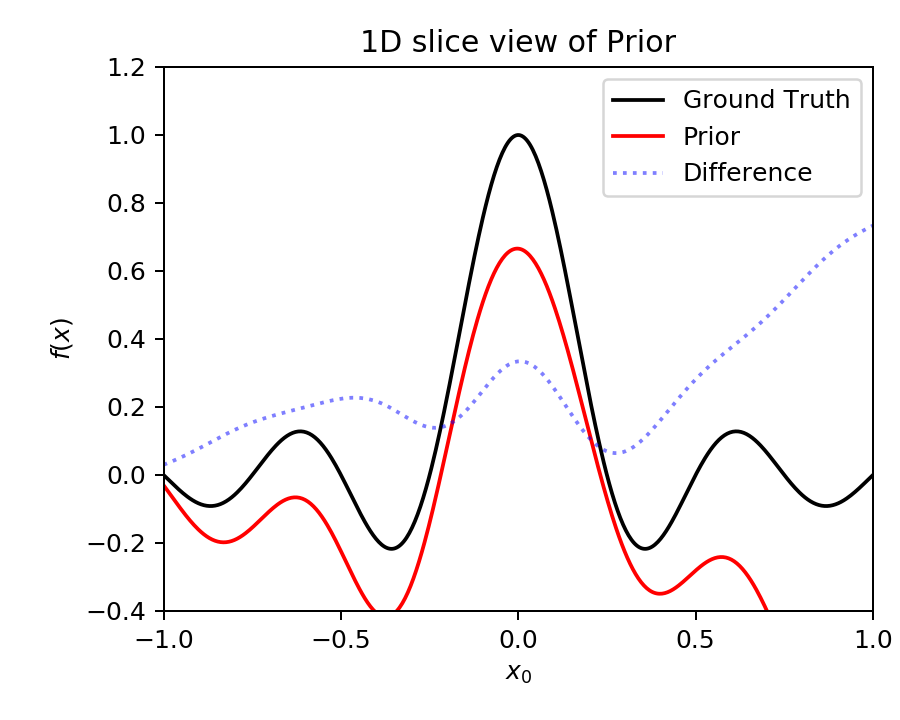 1D slice view of Prior
1.2
1.0
0.8
0.6
0.4
0.2
0.0
−0.2
−0.4
f(x)
Ground Truth
Prior
Difference
−1.0 −0.5 0.0 0.5 1.0
x₀